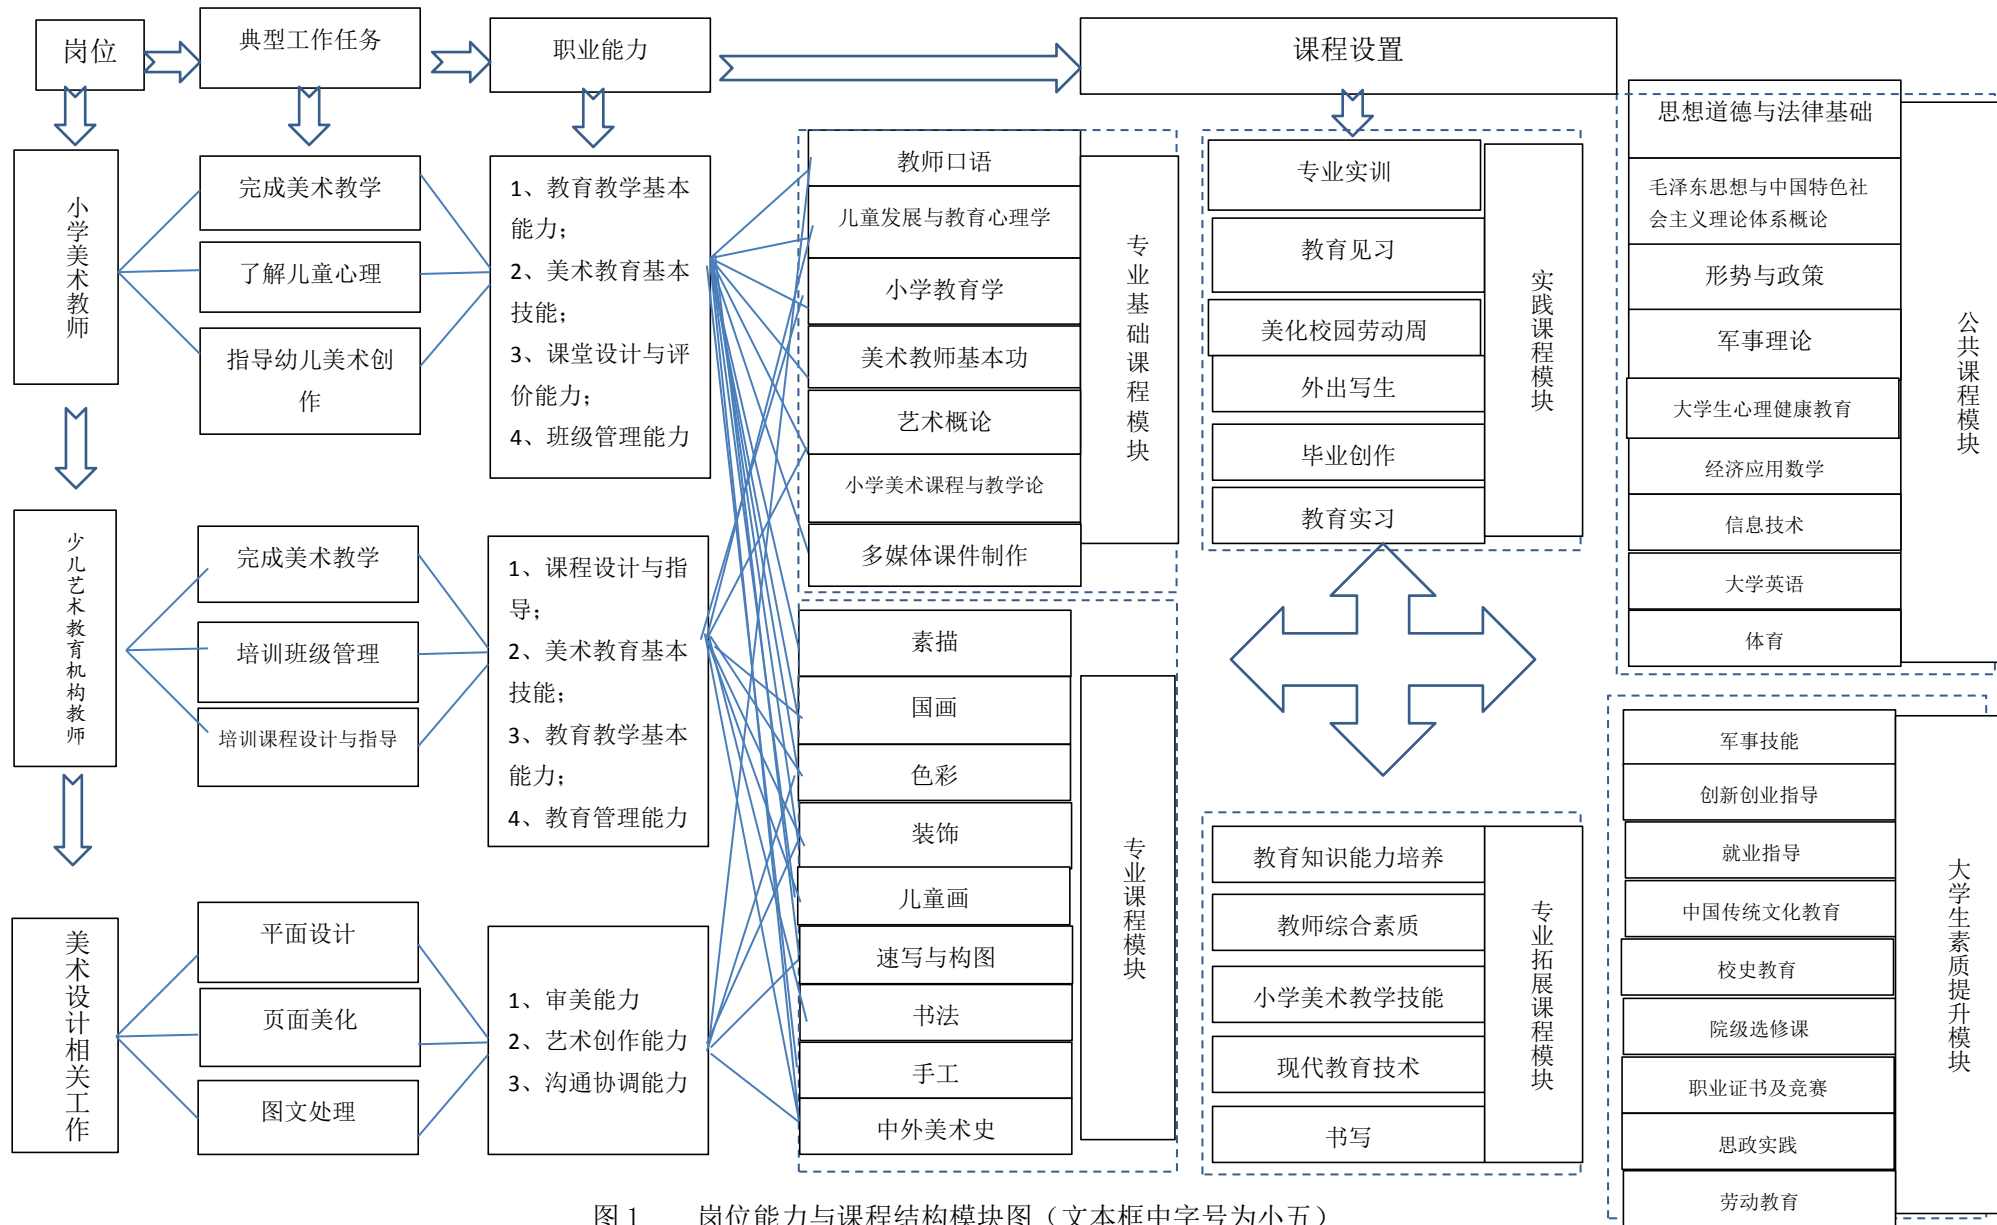 岗位
典型工作任务
职业能力
课程设置
小学美术教师
完成美术教学
了解儿童心理
指导幼儿美术创
作
1、教育教学基本
能力；
2、美术教育基本
技能；
3、课堂设计与评
价能力；
4、班级管理能力
少儿艺术教育机构教师
完成美术教学
培训班级管理
培训课程设计与指导
1、课程设计与指
导；
2、美术教育基本
技能；
3、教育教学基本
能力；
4、教育管理能力
美术设计相关工作
平面设计
页面美化
图文处理
1、审美能力
2、艺术创作能力
3、沟通协调能力
教师口语
儿童发展与教育心理学
小学教育学
美术教师基本功
艺术概论
小学美术课程与教学论
多媒体课件制作
专业基础课程模块
素描
国画
色彩
装饰
儿童画
速写与构图
书法
手工
中外美术史
专业课程模块
专业实训
教育见习
美化校园劳动周
外出写生
毕业创作
教育实习
实践课程模块
教育知识能力培养
教师综合素质
小学美术教学技能
现代教育技术
书写
专业拓展课程模块
思想道德与法律基础
毛泽东思想与中国特色社
会主义理论体系概论
形势与政策
军事理论
大学生心理健康教育
经济应用数学
信息技术
大学英语
体育
公共课程模块
军事技能
创新创业指导
就业指导
中国传统文化教育
校史教育
院级选修课
职业证书及竞赛
思政实践
劳动教育
大学生素质提升模块
图 1 岗位能力与课程结构模块图（文本框中字号为小五）